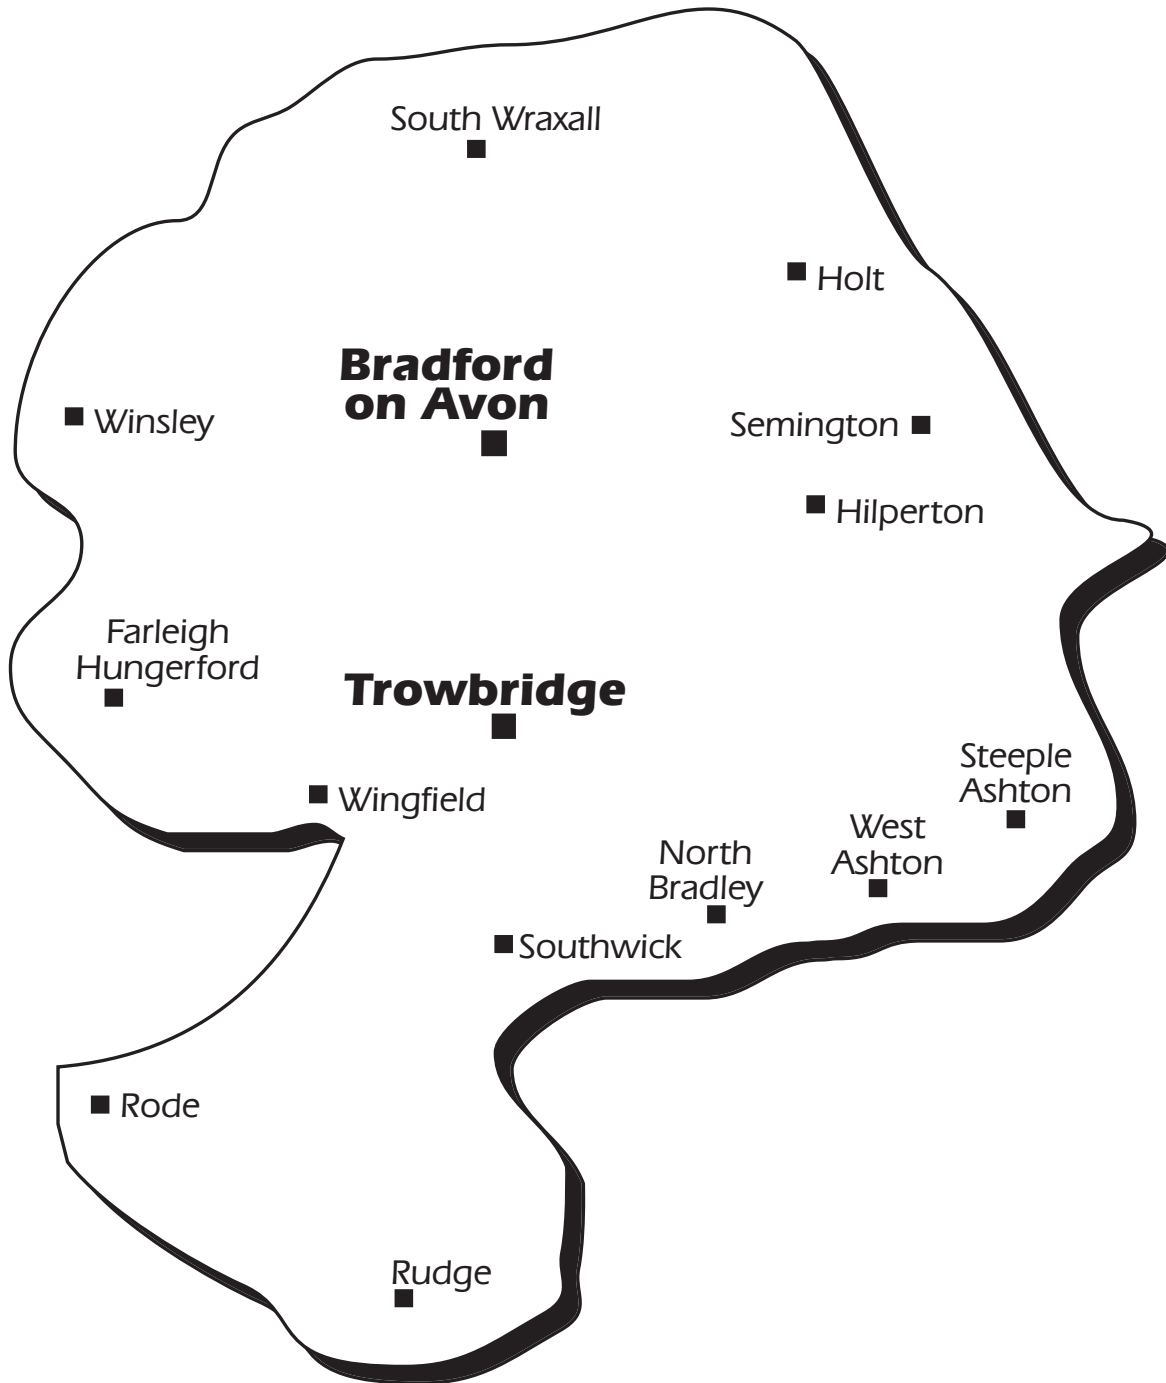 South Wraxall
Holt
Bradford
on Avon
Winsley
Semington
Hilperton
Farleigh
Hungerford
Trowbridge
Steeple
Ashton
Wingfield
West
Ashton
North
Bradley
Southwick
Rode
Rudge